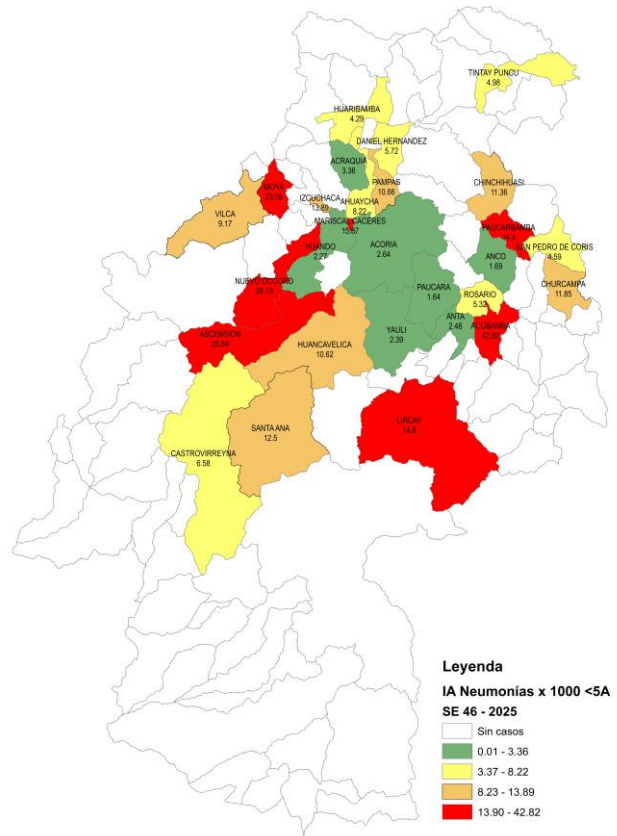 TINTAY PUNCU
4.98
HUARIBAMBA
4.29
DANIEL HERNANDEZ
5.72
ACRAQUIA
3.36
PAMPAS
10.66
CHINCHIHUASI
11.36
MOYA
IZCUCHACA
13.89
AHUAYCHA
8.22
VILCA
9.17
MARISCAL CACERES
15.87
PAUCARBAMBA
HUANDO
2.27
ACORIA
2.64
SAN PEDRO DE CORIS
4.59
ANCO
1.69
NUEVO OCCORO
CHURCAMPA
11.85
PAUCARA
1.64
ROSARIO
5.32
ANTA
2.48
ACOBAMBA
42.82
ASCENSION
25.64
YAULI
2.39
HUANCAVELICA
10.62
LIRCAY
14.8
SANTA ANA
12.5
CASTROVIRREYNA
6.58
Leyenda
IA Neumonías x 1000 <5A
SE 46 - 2025
Sin casos
0.01 - 3.36
3.37 - 8.22
8.23 - 13.89
13.90 - 42.82